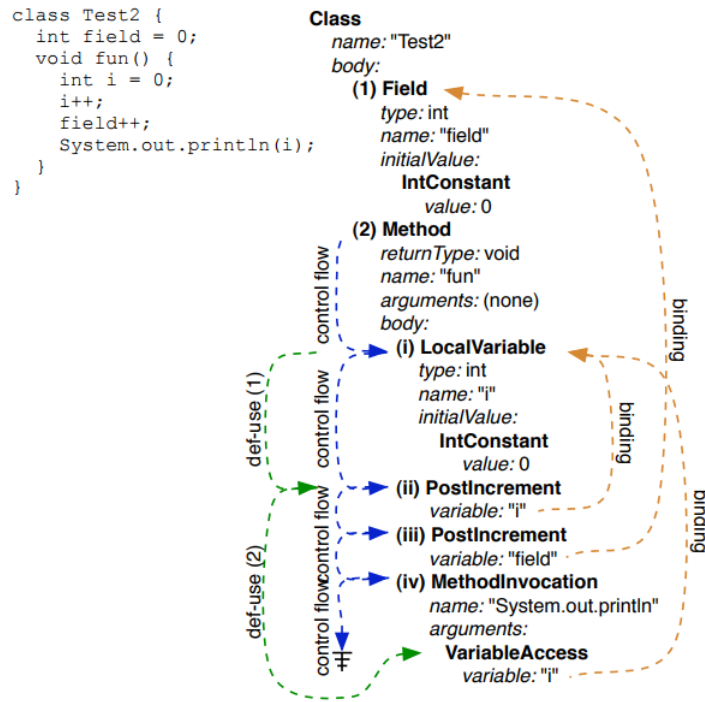 class Test2 {
int field = 0;
void fun() {
int i = 0;
i++;
field++;
System.out.println(i);
}
}
Class
name: "Test2"
body:
(1) Field
type: int
name: "field"
initialValue:
IntConstant
value: 0
(2) Method
returnType: void
name: "fun"
arguments: (none)
body:
(i) LocalVariable
type: int
name: "i"
initialValue:
IntConstant
value: 0
(ii) PostIncrement
variable: "i"
(iii) PostIncrement
variable: "field"
(iv) MethodInvocation
name: "System.out.println"
arguments:
VariableAccess
variable: "i"
control flow
control flow
control flow
control flow
def-use (1)
def-use (2)
binding
binding
binding